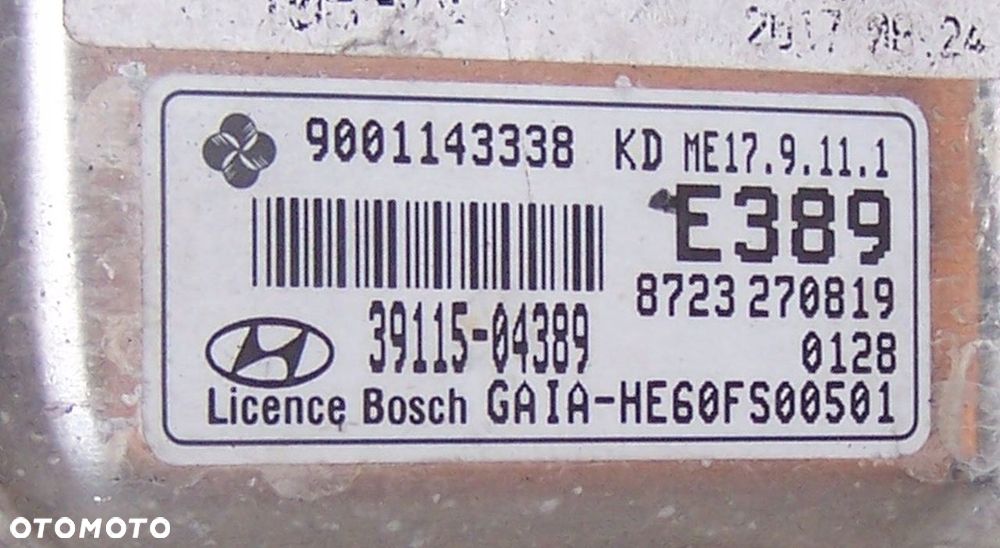 9001143338 KD ME17.9.11.1
E389
8723 270819
39115-04389
0128
Licence Bosch GAIA-HE60FS00501
OTOMOTO